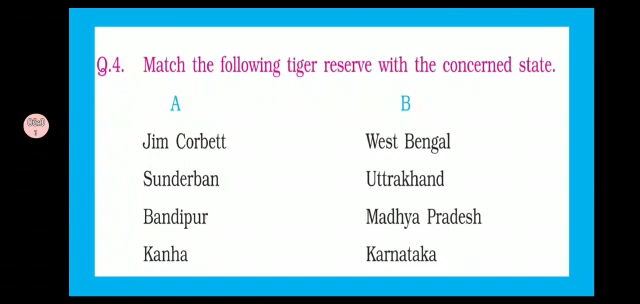 Q.4. Match the following tiger reserve with the concerned state.
A B
Jim Corbett West Bengal
Sunderban Uttrakhand
Bandipur Madhya Pradesh
Kanha Karnataka